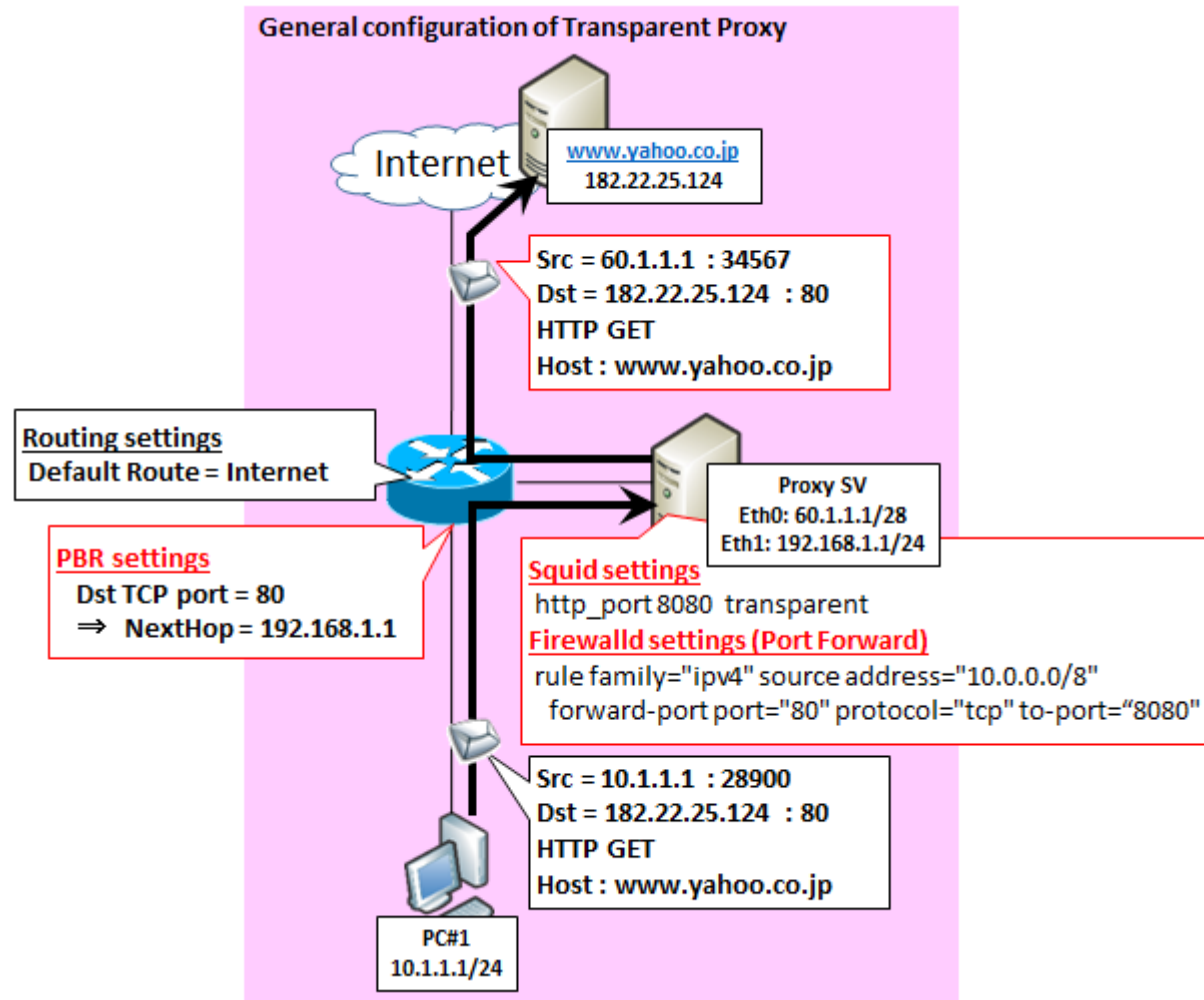 General configuration of Transparent Proxy
Internet
www.yahoo.co.jp
182.22.25.124
Src = 60.1.1.1 : 34567
Dst = 182.22.25.124 : 80
HTTP GET
Host : www.yahoo.co.jp
Routing settings
Default Route = Internet
Proxy SV
Eth0: 60.1.1.1/28
Eth1: 192.168.1.1/24
PBR settings
Dst TCP port = 80
⇒ NextHop = 192.168.1.1
Squid settings
http_port 8080 transparent
Firewalld settings (Port Forward)
rule family="ipv4" source address="10.0.0.0/8"
forward-port port="80" protocol="tcp" to-port=“8080"
Src = 10.1.1.1 : 28900
Dst = 182.22.25.124 : 80
HTTP GET
Host : www.yahoo.co.jp
PC#1
10.1.1.1/24